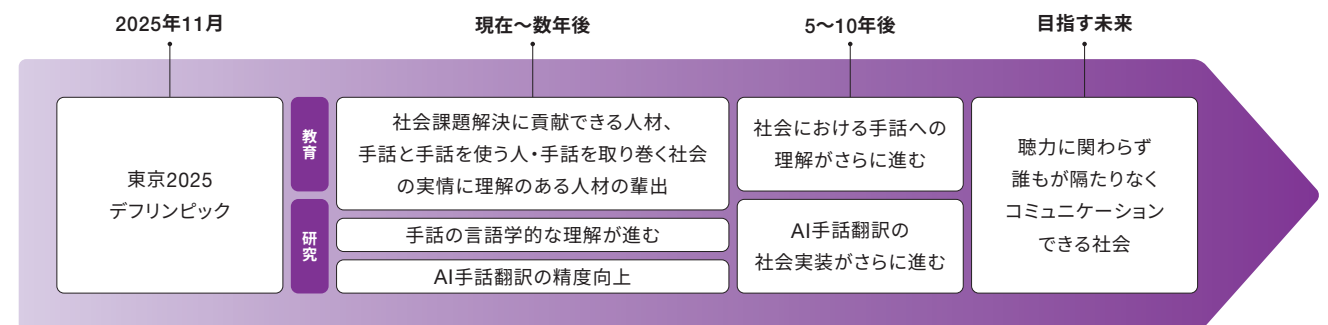 2025年11月
現在〜数年後
5〜10年後
目指す未来
東京2025
デフリンピック
教育
研究
社会課題解決に貢献できる人材、
手話と手話を使う人・手話を取り巻く社会
の実情に理解のある人材の輩出
手話の言語学的な理解が進む
AI手話翻訳の精度向上
社会における手話への
理解がさらに進む
AI手話翻訳の
社会実装がさらに進む
聴力に関わらず
誰もが隔たりなく
コミュニケーション
できる社会